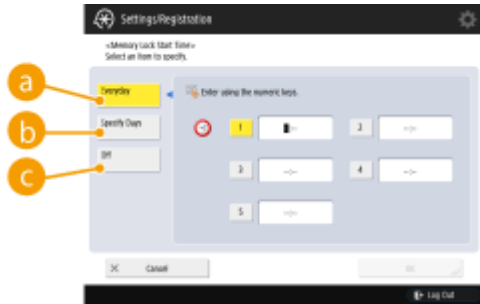 Settings/Registration
<Memory Lock Start Time>
Select an item to specify.
a
Everyday
Enter using the numeric keys.
b
Specify Days
1
--:--
2
--:--
c
Off
3
--:--
4
--:--
5
--:--
Cancel
OK
Log Out